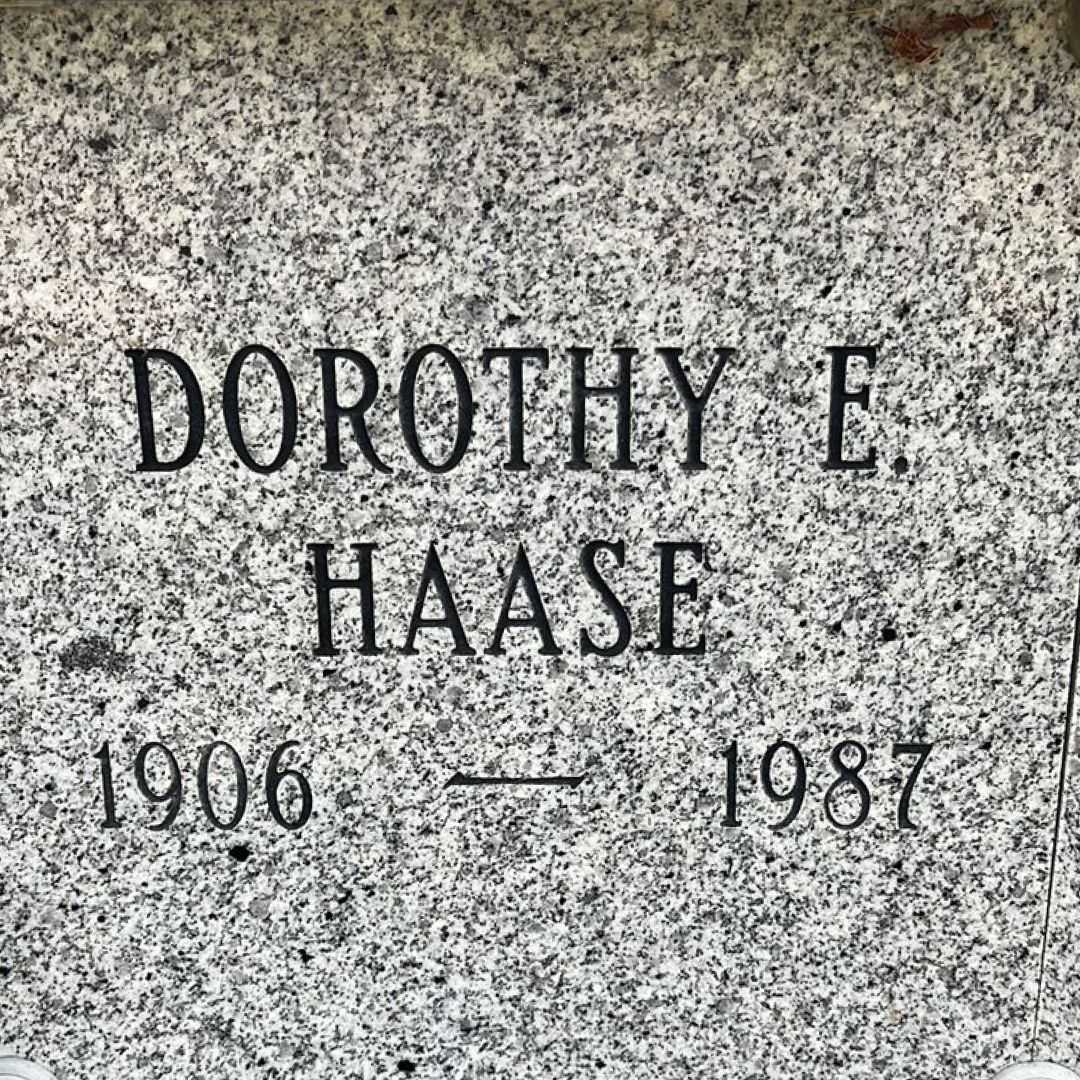 DOROTHY E.
HAASE
1906 — 1987